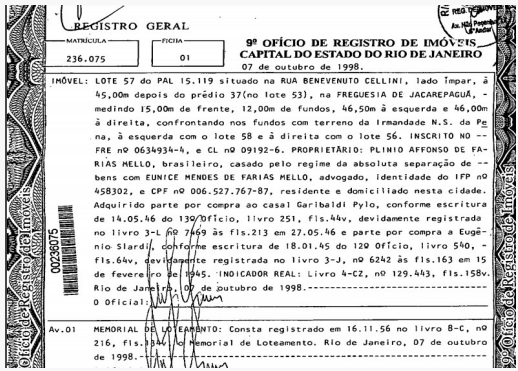 REGISTRO GERAL
MATRÍCULA
236.075
FICHA
01
9º OFÍCIO DE REGISTRO DE IMÓVEIS
CAPITAL DO ESTADO DO RIO DE JANEIRO
07 de outubro de 1998.
IMÓVEL: LOTE 57 do PAL 15.119 situado na RUA BENEVENUTO CELLINI, lado ímpar, à
45,00m depois do prédio 37(no lote 53), na FREGUESIA DE JACAREPAGUÁ, -
medindo 15,00m de frente, 12,00m de fundos, 46,50m à esquerda e 46,00m
à direita, confrontando nos fundos com terreno da Irmandade N.S. da Pe
na, à esquerda com o lote 58 e à direita com o lote 56. INSCRITO NO --
FRE nº 0634934-4, e CL nº 09192-6. PROPRIETÁRIO: PLINIO AFFONSO DE FA-
RIAS MELLO, brasileiro, casado pelo regime da absoluta separação de --
bens com EUNICE MENDES DE FARIAS MELLO, advogado, identidade do IFP nº
458302, e CPF nº 006.527.767-87, residente e domiciliado nesta cidade.
Adquirido parte por compra ao casal Garibaldi Pylo, conforme escritura
de 14.05.46 do 13º Ofício, livro 251, fls.44v, devidamente registrada
no livro 3-L nº 7469 às fls.213 em 27.05.46 e parte por compra a Eugê-
nio Slardi, conforme escritura de 18.01.45 do 12º Ofício, livro 540, -
fls.64v, devidamente registrada no livro 3-J, nº 6242 às fls.163 em 15
de fevereiro de 1945. INDICADOR REAL: Livro 4-CZ, nº 129.443, fls.158v.
Rio de Janeiro, 07 de outubro de 1998.
O Oficial:
Av.01 MEMORIAL DE LOTEAMENTO: Consta registrado em 16.11.56 no livro 8-C, nº
216, fls. o Memorial de Loteamento. Rio de Janeiro, 07 de outubro
de 1998.
00236075
Ofício de Registro de Imóveis